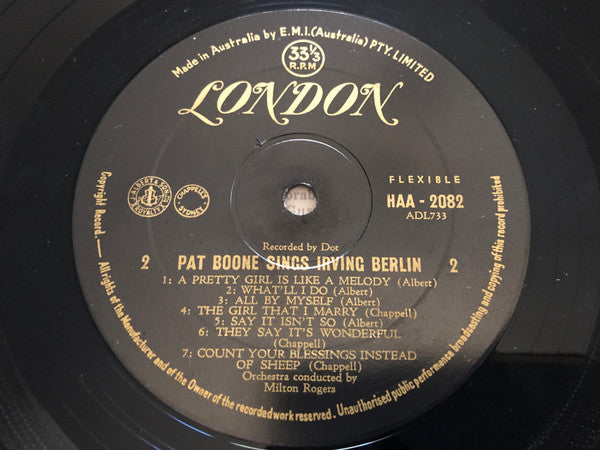 Made in Australia by E.M.I.(Australia) PTY. LIMITED
33⅓
R.P.M
LONDON
J. ALBERT & SON
ROYALTY
CHAPPELL'S
SYDNEY
FLEXIBLE
HAA - 2082
ADL733
Recorded by Dot
2 PAT BOONE SINGS IRVING BERLIN 2
1: A PRETTY GIRL IS LIKE A MELODY (Albert)
2: WHAT'LL I DO (Albert)
3: ALL BY MYSELF (Albert)
4: THE GIRL THAT I MARRY (Chappell)
5: SAY IT ISN'T SO (Albert)
6: THEY SAY IT'S WONDERFUL
(Chappell)
7: COUNT YOUR BLESSINGS INSTEAD
OF SHEEP (Chappell)
Orchestra conducted by
Milton Rogers
Copyright Record.— All rights of the Manufacturer and of the Owner of the recorded work reserved. Unauthorised public performance broadcasting and copying of this record prohibited